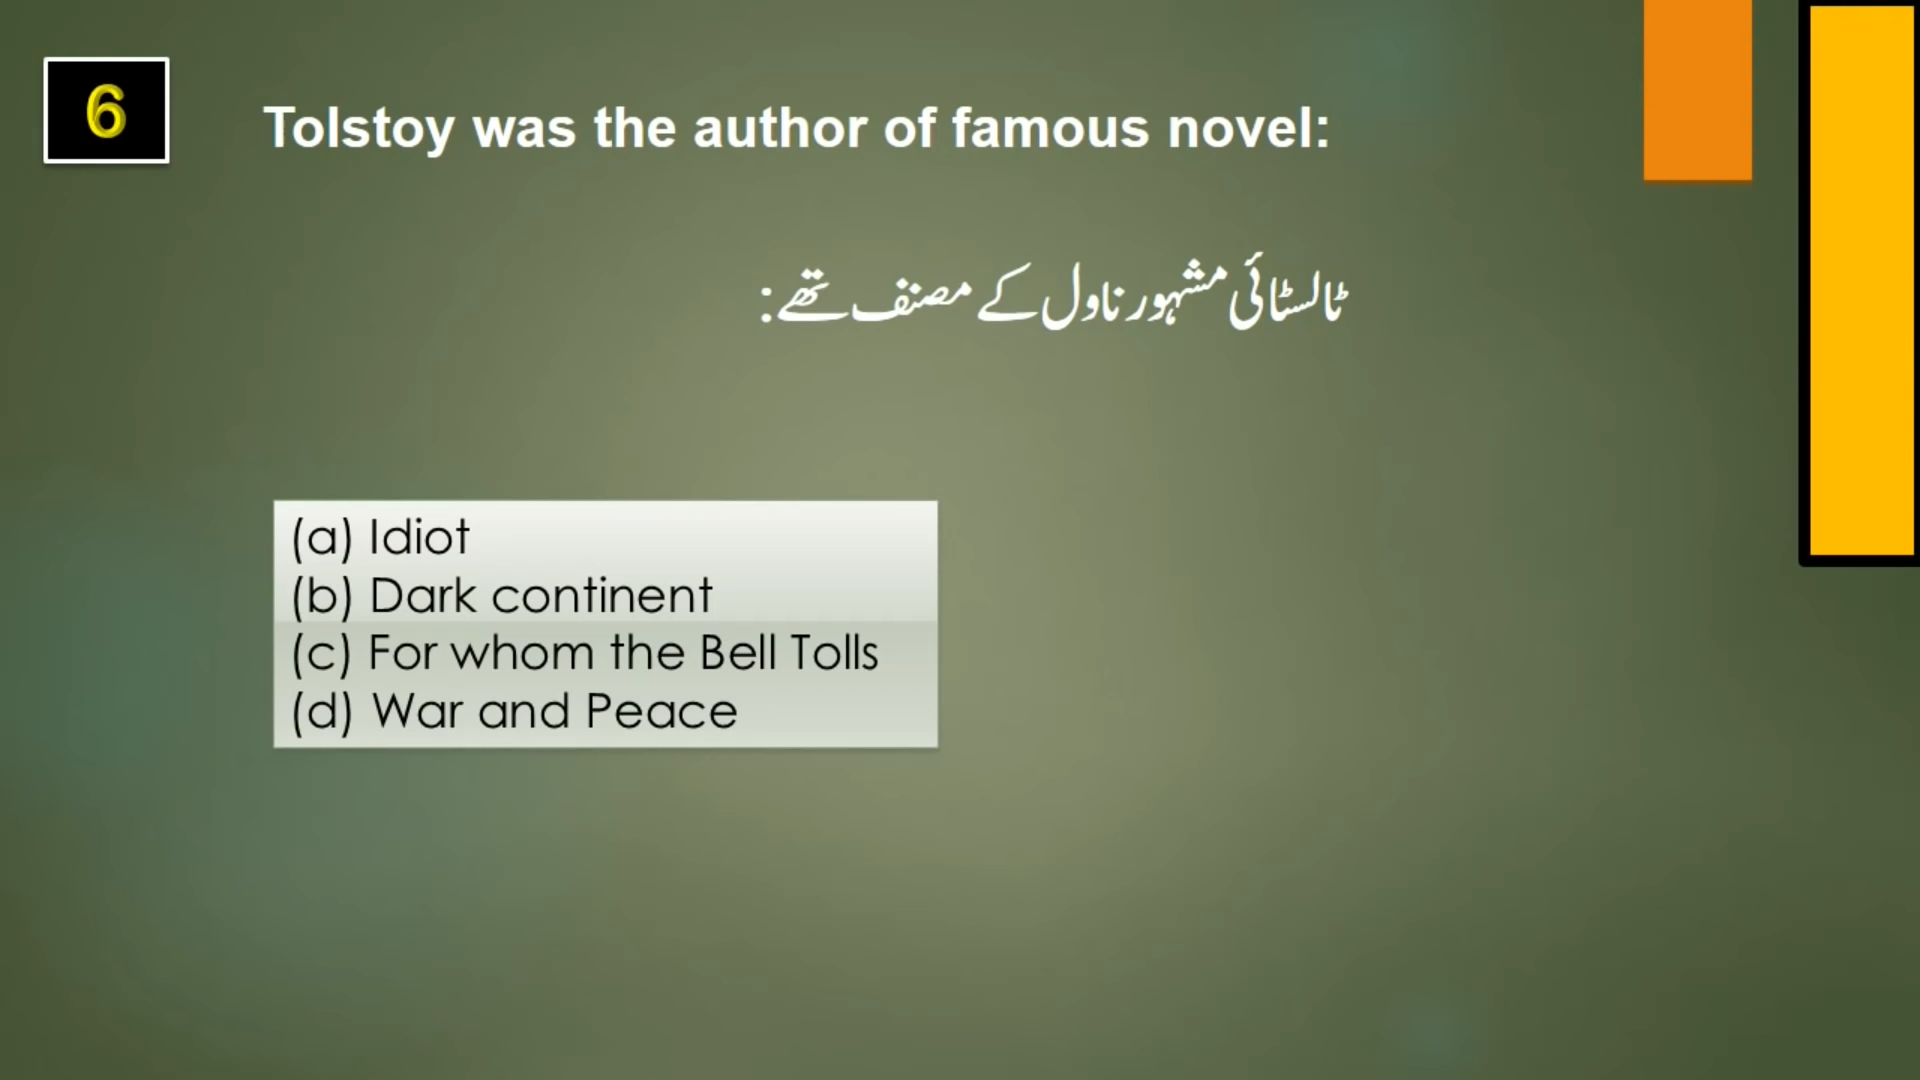 6
Tolstoy was the author of famous novel:
ٹالسٹائی مشہور ناول کے مصنف تھے:
(a) Idiot
(b) Dark continent
(c) For whom the Bell Tolls
(d) War and Peace